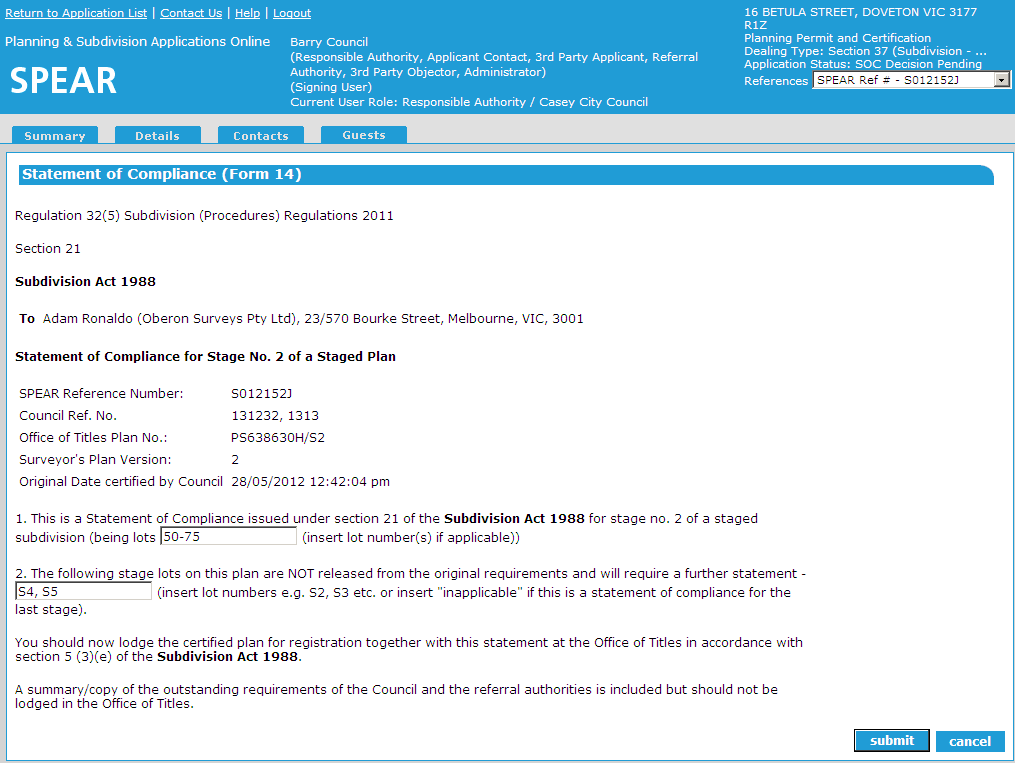 Return to Application List | Contact Us | Help | Logout
Planning & Subdivision Applications Online
SPEAR
Barry Council
(Responsible Authority, Applicant Contact, 3rd Party Applicant, Referral
Authority, 3rd Party Objector, Administrator)
(Signing User)
Current User Role: Responsible Authority / Casey City Council
16 BETULA STREET, DOVETON VIC 3177
R1Z
Planning Permit and Certification
Dealing Type: Section 37 (Subdivision - ...
Application Status: SOC Decision Pending
References SPEAR Ref # - S012152J
Summary Details Contacts Guests
Statement of Compliance (Form 14)
Regulation 32(5) Subdivision (Procedures) Regulations 2011
Section 21
Subdivision Act 1988
To Adam Ronaldo (Oberon Surveys Pty Ltd), 23/570 Bourke Street, Melbourne, VIC, 3001
Statement of Compliance for Stage No. 2 of a Staged Plan
SPEAR Reference Number: S012152J
Council Ref. No. 131232, 1313
Office of Titles Plan No.: PS638630H/S2
Surveyor's Plan Version: 2
Original Date certified by Council 28/05/2012 12:42:04 pm
1. This is a Statement of Compliance issued under section 21 of the Subdivision Act 1988 for stage no. 2 of a staged
subdivision (being lots 50-75 (insert lot number(s) if applicable))
2. The following stage lots on this plan are NOT released from the original requirements and will require a further statement -
S4, S5 (insert lot numbers e.g. S2, S3 etc. or insert "inapplicable" if this is a statement of compliance for the
last stage).
You should now lodge the certified plan for registration together with this statement at the Office of Titles in accordance with
section 5 (3)(e) of the Subdivision Act 1988.
A summary/copy of the outstanding requirements of the Council and the referral authorities is included but should not be
lodged in the Office of Titles.
submit cancel